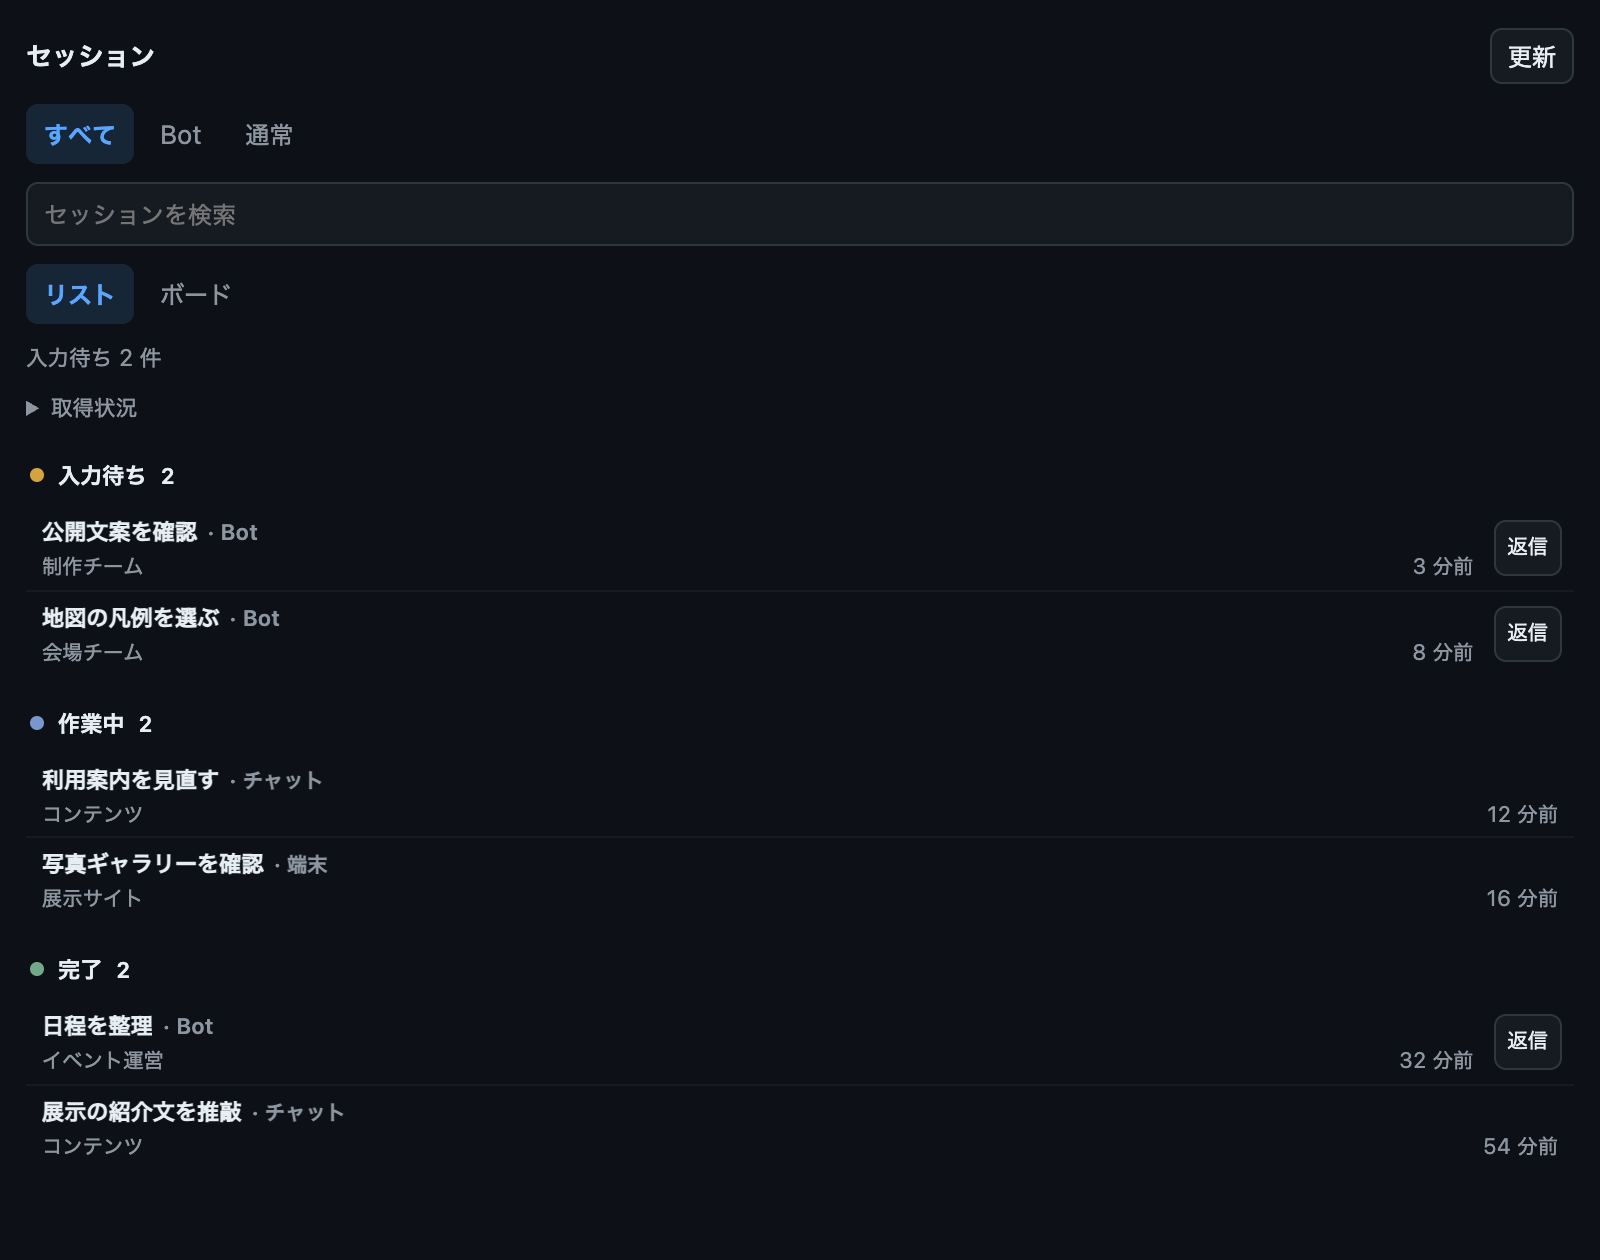 セッション
更新
すべて Bot 通常
セッションを検索
リスト ボード
入力待ち 2 件
▶ 取得状況
入力待ち 2
公開文案を確認 · Bot
制作チーム
3 分前
返信
地図の凡例を選ぶ · Bot
会場チーム
8 分前
返信
作業中 2
利用案内を見直す · チャット
コンテンツ
12 分前
写真ギャラリーを確認 · 端末
展示サイト
16 分前
完了 2
日程を整理 · Bot
イベント運営
32 分前
返信
展示の紹介文を推敲 · チャット
コンテンツ
54 分前